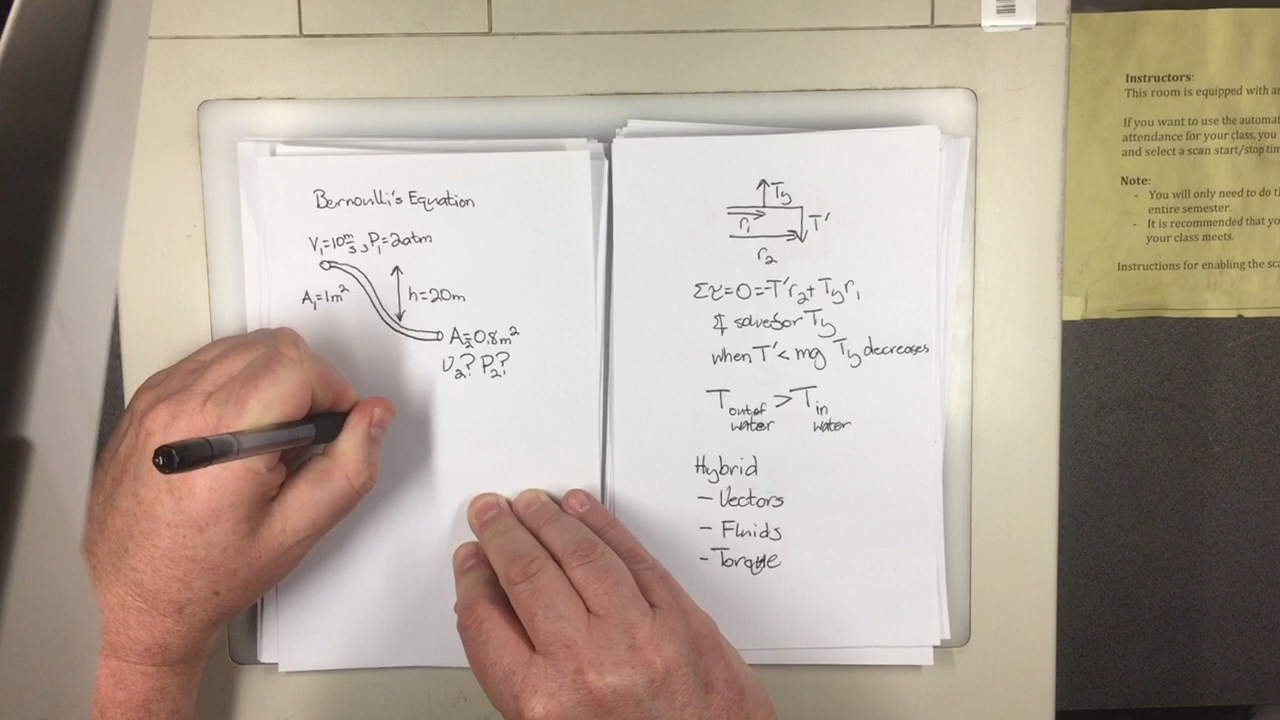 Bernoulli's Equation
V₁=10m/s, P₁=2atm
A₁=1m²
h=20m
A₂=0.8m²
v₂? P₂?
Ty
r₁
T'
r₂
Στ=0=-T'r₂+Tyr₁
& solve for Ty
when T'< mg Ty decreases
T out of water > T in water
Hybrid
- Vectors
- Fluids
- Torque
Instructors:
This room is equipped with an
If you want to use the automat
attendance for your class, you
and select a scan start/stop tim
Note:
- You will only need to do t
entire semester.
- It is recommended that yo
your class meets.
Instructions for enabling the sca